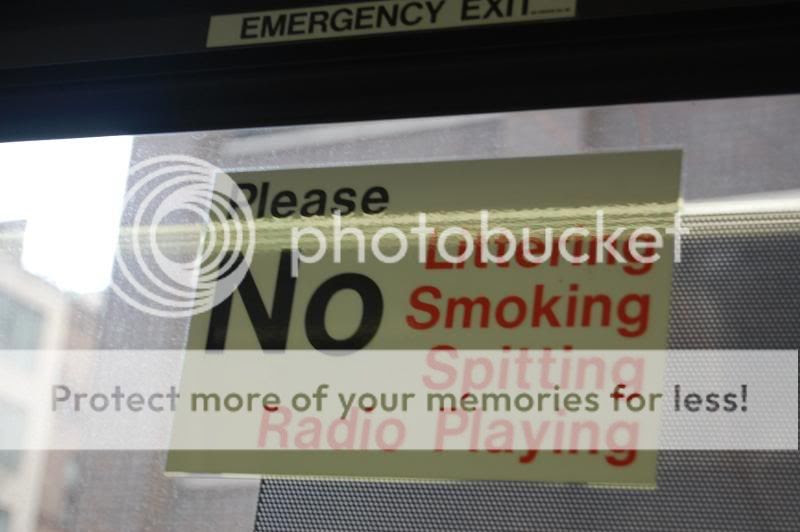 EMERGENCY EXIT
Please
No
Littering
Smoking
Spitting
Radio Playing
photobucket
Protect more of your memories for less!